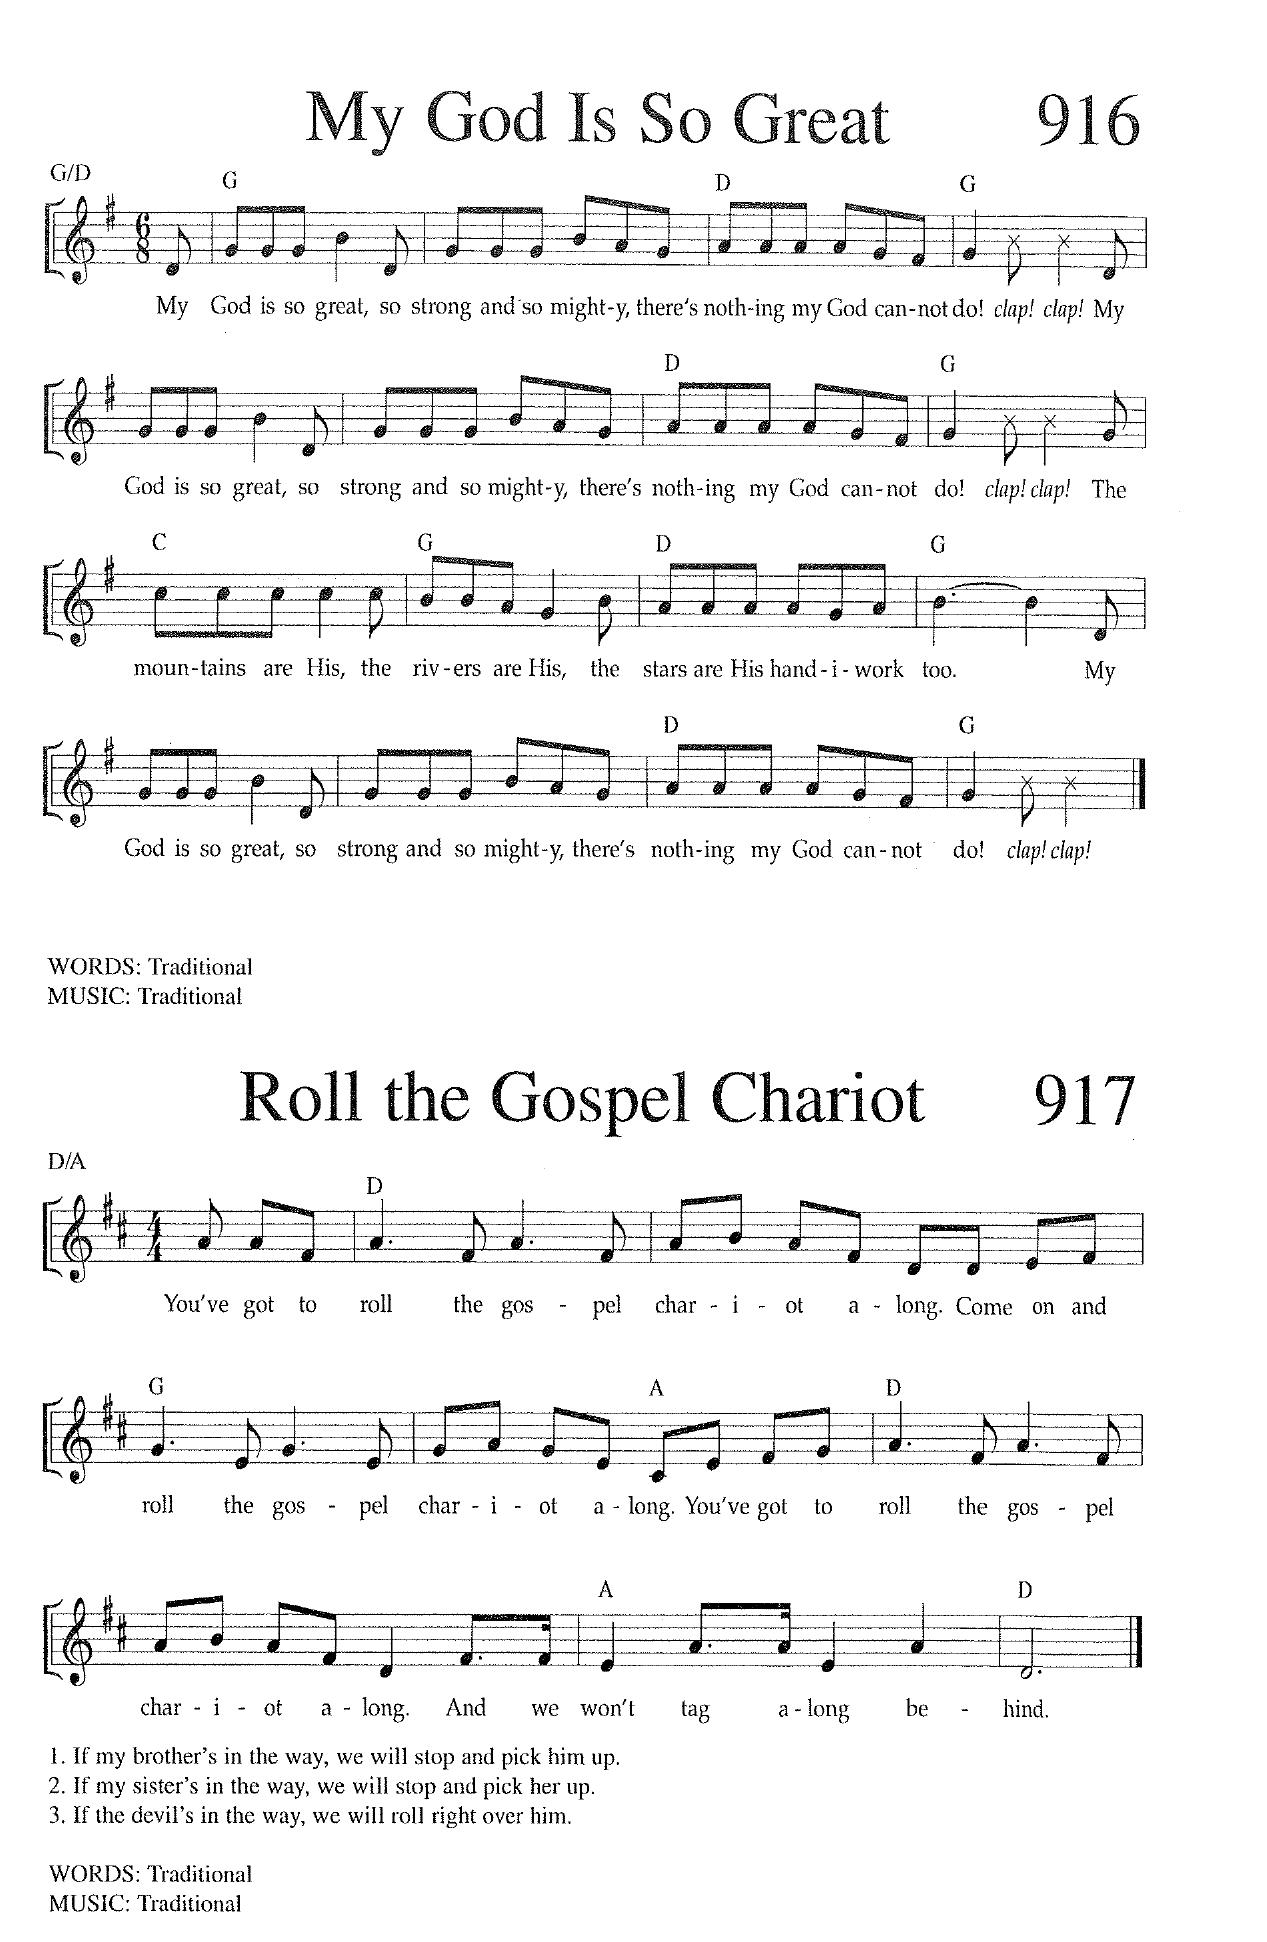 My God Is So Great 916
G/D G D G
My God is so great, so strong and so might-y, there's noth-ing my God can-not do! clap! clap! My
D G
God is so great, so strong and so might-y, there's noth-ing my God can-not do! clap! clap! The
C G D G
moun-tains are His, the riv-ers are His, the stars are His hand-i-work too. My
D G
God is so great, so strong and so might-y, there's noth-ing my God can-not do! clap! clap!
WORDS: Traditional
MUSIC: Traditional
Roll the Gospel Chariot 917
D/A D
You've got to roll the gos - pel char - i - ot a - long. Come on and
G A D
roll the gos - pel char - i - ot a - long. You've got to roll the gos - pel
A D
char - i - ot a - long. And we won't tag a - long be - hind.
1. If my brother's in the way, we will stop and pick him up.
2. If my sister's in the way, we will stop and pick her up.
3. If the devil's in the way, we will roll right over him.
WORDS: Traditional
MUSIC: Traditional